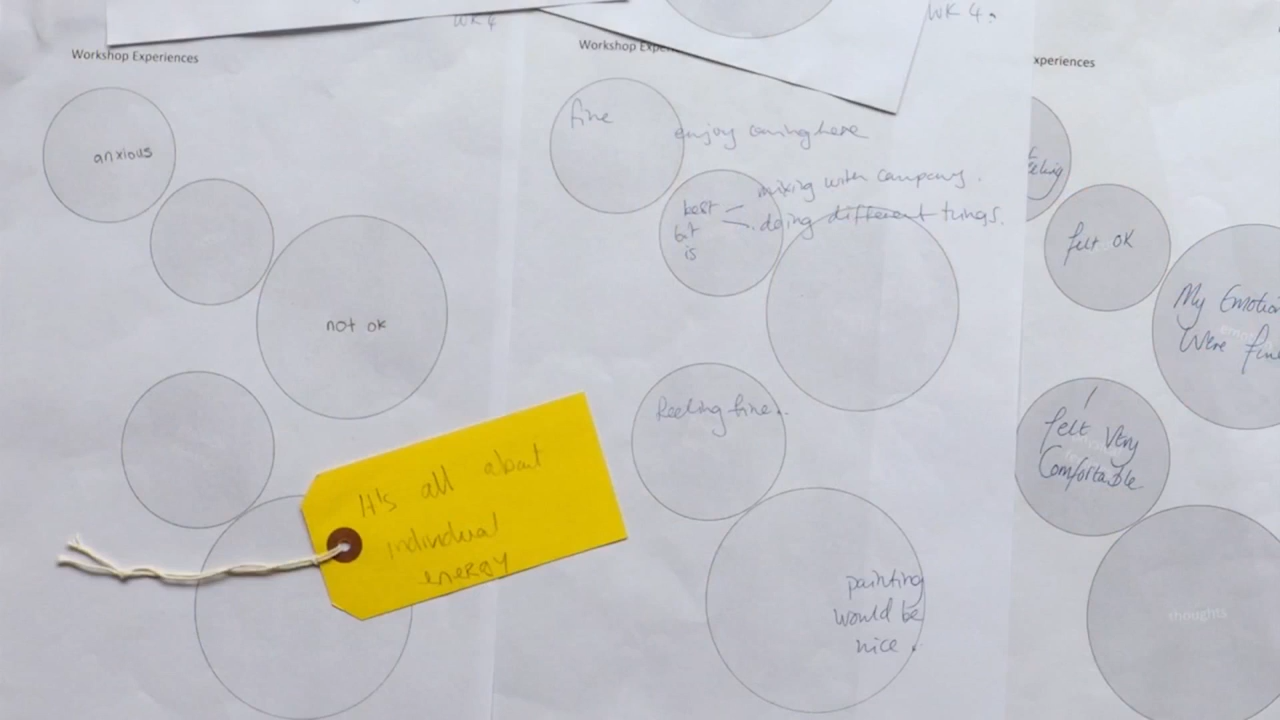 WK 4
WK 4.
Workshop Experiences
anxious
not ok
It's all about
individual
energy
Workshop
fine
enjoy coming here
best
bit
is
mixing with company.
doing different things.
feeling fine.
painting
would be
nice.
xperiences
felt OK
My Emotio
Were fin
I
felt Very
Comfortable
thoughts